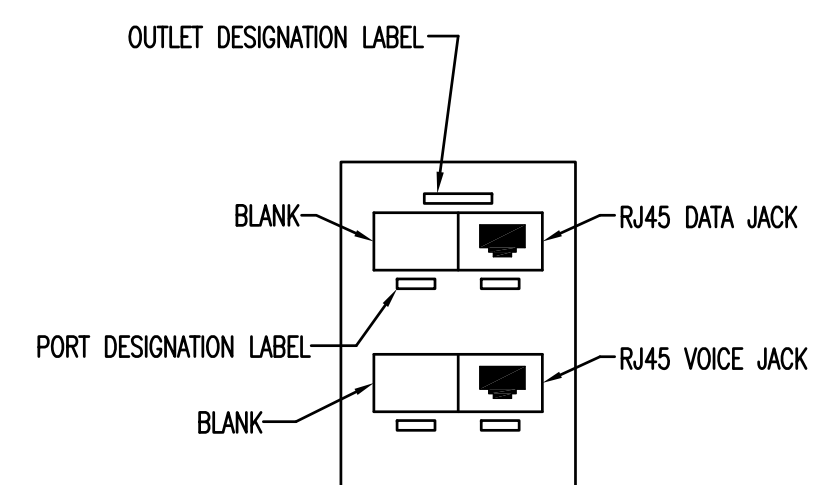 OUTLET DESIGNATION LABEL
BLANK
RJ45 DATA JACK
PORT DESIGNATION LABEL
RJ45 VOICE JACK
BLANK